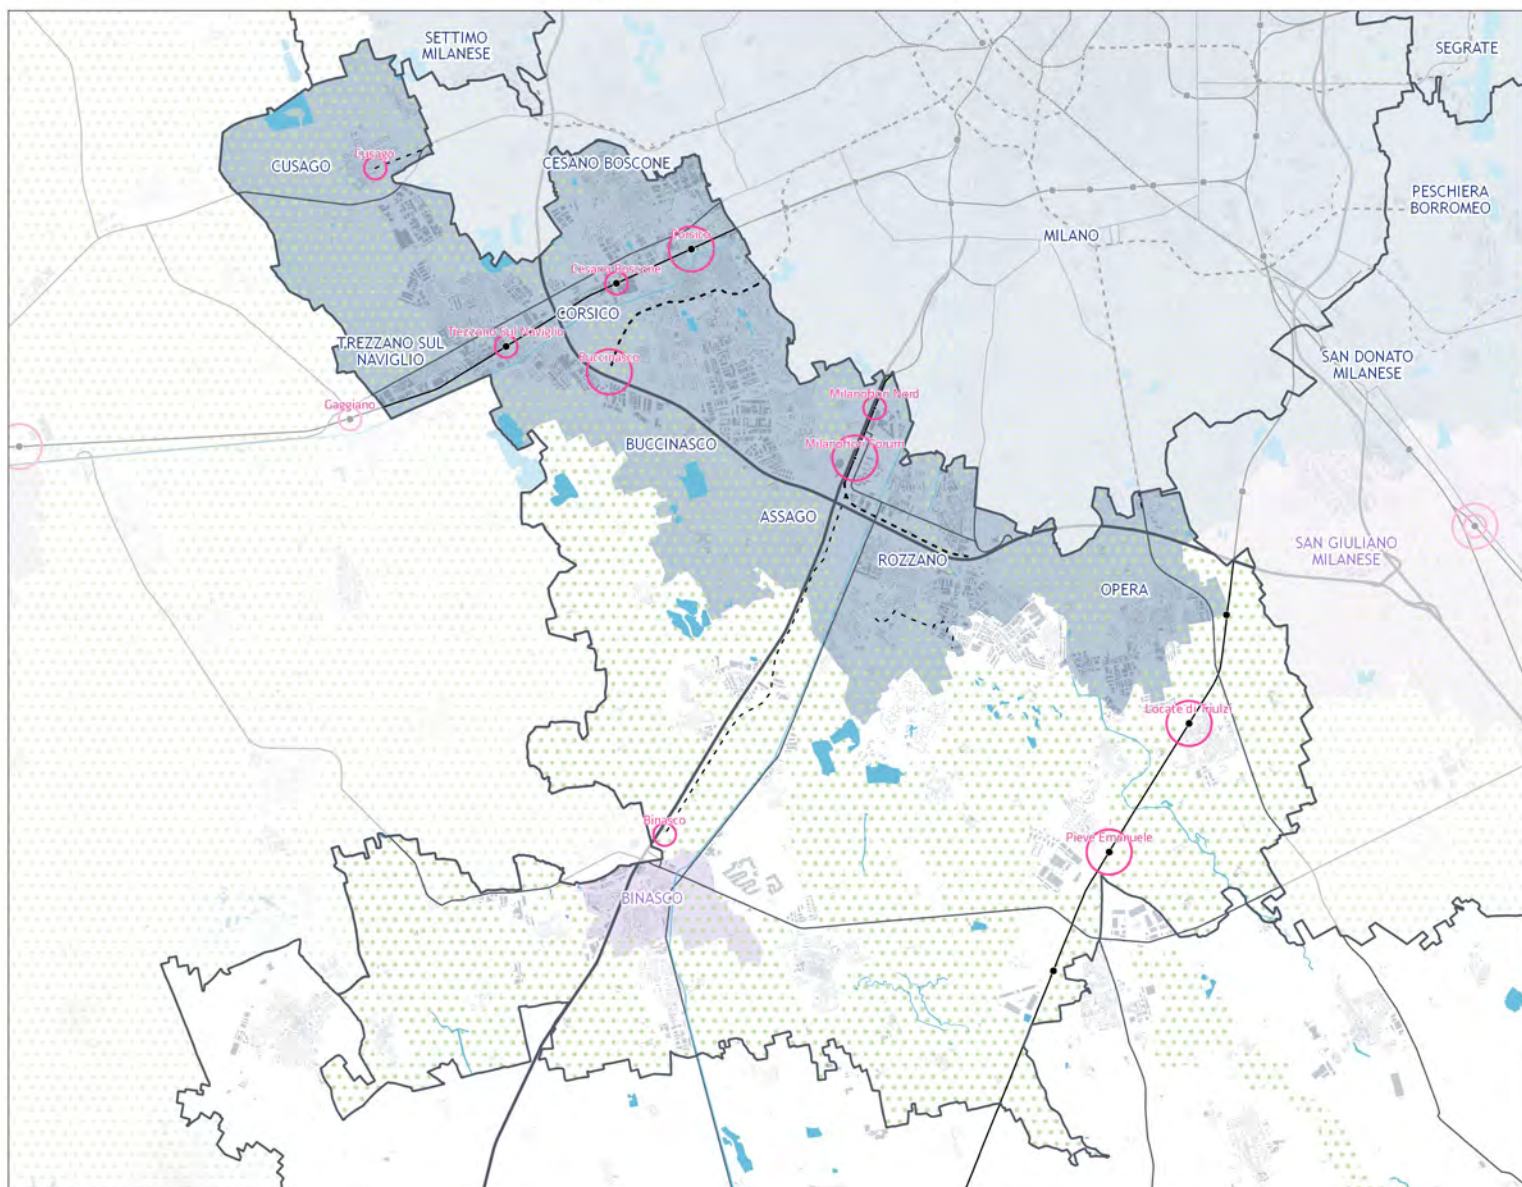 SETTIMO
MILANESE
SEGRATE
CUSAGO
Cusago
CESANO BOSCONE
PESCHIERA
BORROMEO
MILANO
Corsico
Cesano Boscone
CORSICO
Trezzano Sul Naviglio
TREZZANO SUL
NAVIGLIO
Buccinasco
SAN DONATO
MILANESE
Milanofiori Nord
Gaggiano
BUCCINASCO
Milanofiori Forum
ASSAGO
SAN GIULIANO
MILANESE
ROZZANO
OPERA
Locate di Triulzi
Binasco
Pieve Emanuele
BINASCO